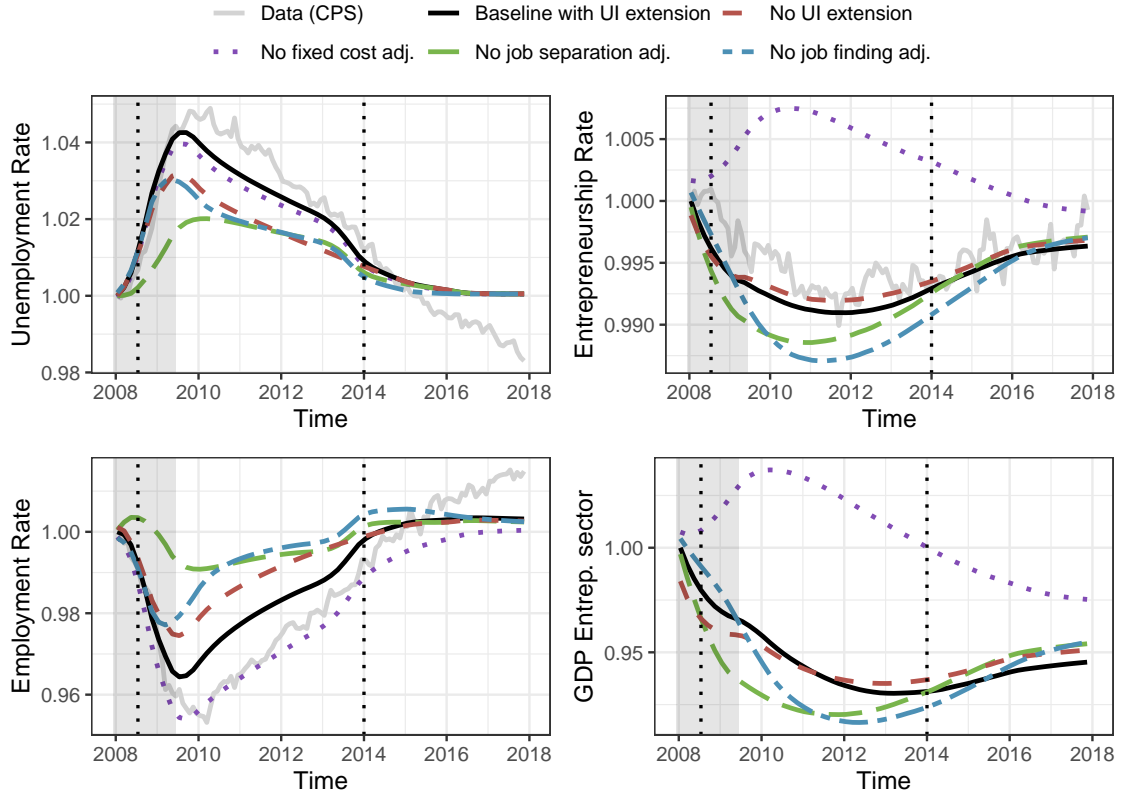 Data (CPS) Baseline with UI extension No UI extension
No fixed cost adj. No job separation adj. No job finding adj.
Unemployment Rate
1.04
1.02
1.00
0.98
2008 2010 2012 2014 2016 2018
Time
Entrepreneurship Rate
1.005
1.000
0.995
0.990
2008 2010 2012 2014 2016 2018
Time
Employment Rate
1.00
0.98
0.96
2008 2010 2012 2014 2016 2018
Time
GDP Entrep. sector
1.00
0.95
2008 2010 2012 2014 2016 2018
Time